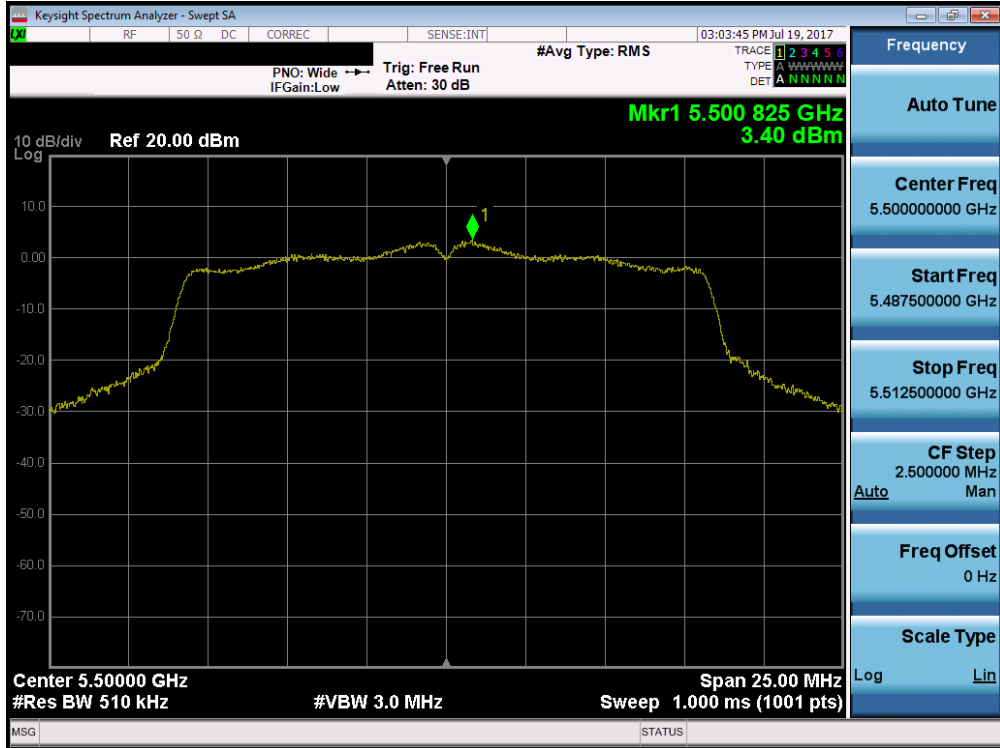 Keysight Spectrum Analyzer - Swept SA
LXI RF 50 Ω DC CORREC SENSE:INT 03:03:45 PM Jul 19, 2017
#Avg Type: RMS TRACE 1 2 3 4 5 6
PNO: Wide Trig: Free Run TYPE A WWWWW
IFGain:Low Atten: 30 dB DET A N N N N N
Mkr1 5.500 825 GHz
3.40 dBm
10 dB/div Ref 20.00 dBm
Log
1
10.0
0.00
-10.0
-20.0
-30.0
-40.0
-50.0
-60.0
-70.0
Center 5.50000 GHz Span 25.00 MHz
#Res BW 510 kHz #VBW 3.0 MHz Sweep 1.000 ms (1001 pts)
MSG STATUS
Frequency
Auto Tune
Center Freq
5.500000000 GHz
Start Freq
5.487500000 GHz
Stop Freq
5.512500000 GHz
CF Step
2.500000 MHz
Auto Man
Freq Offset
0 Hz
Scale Type
Log Lin